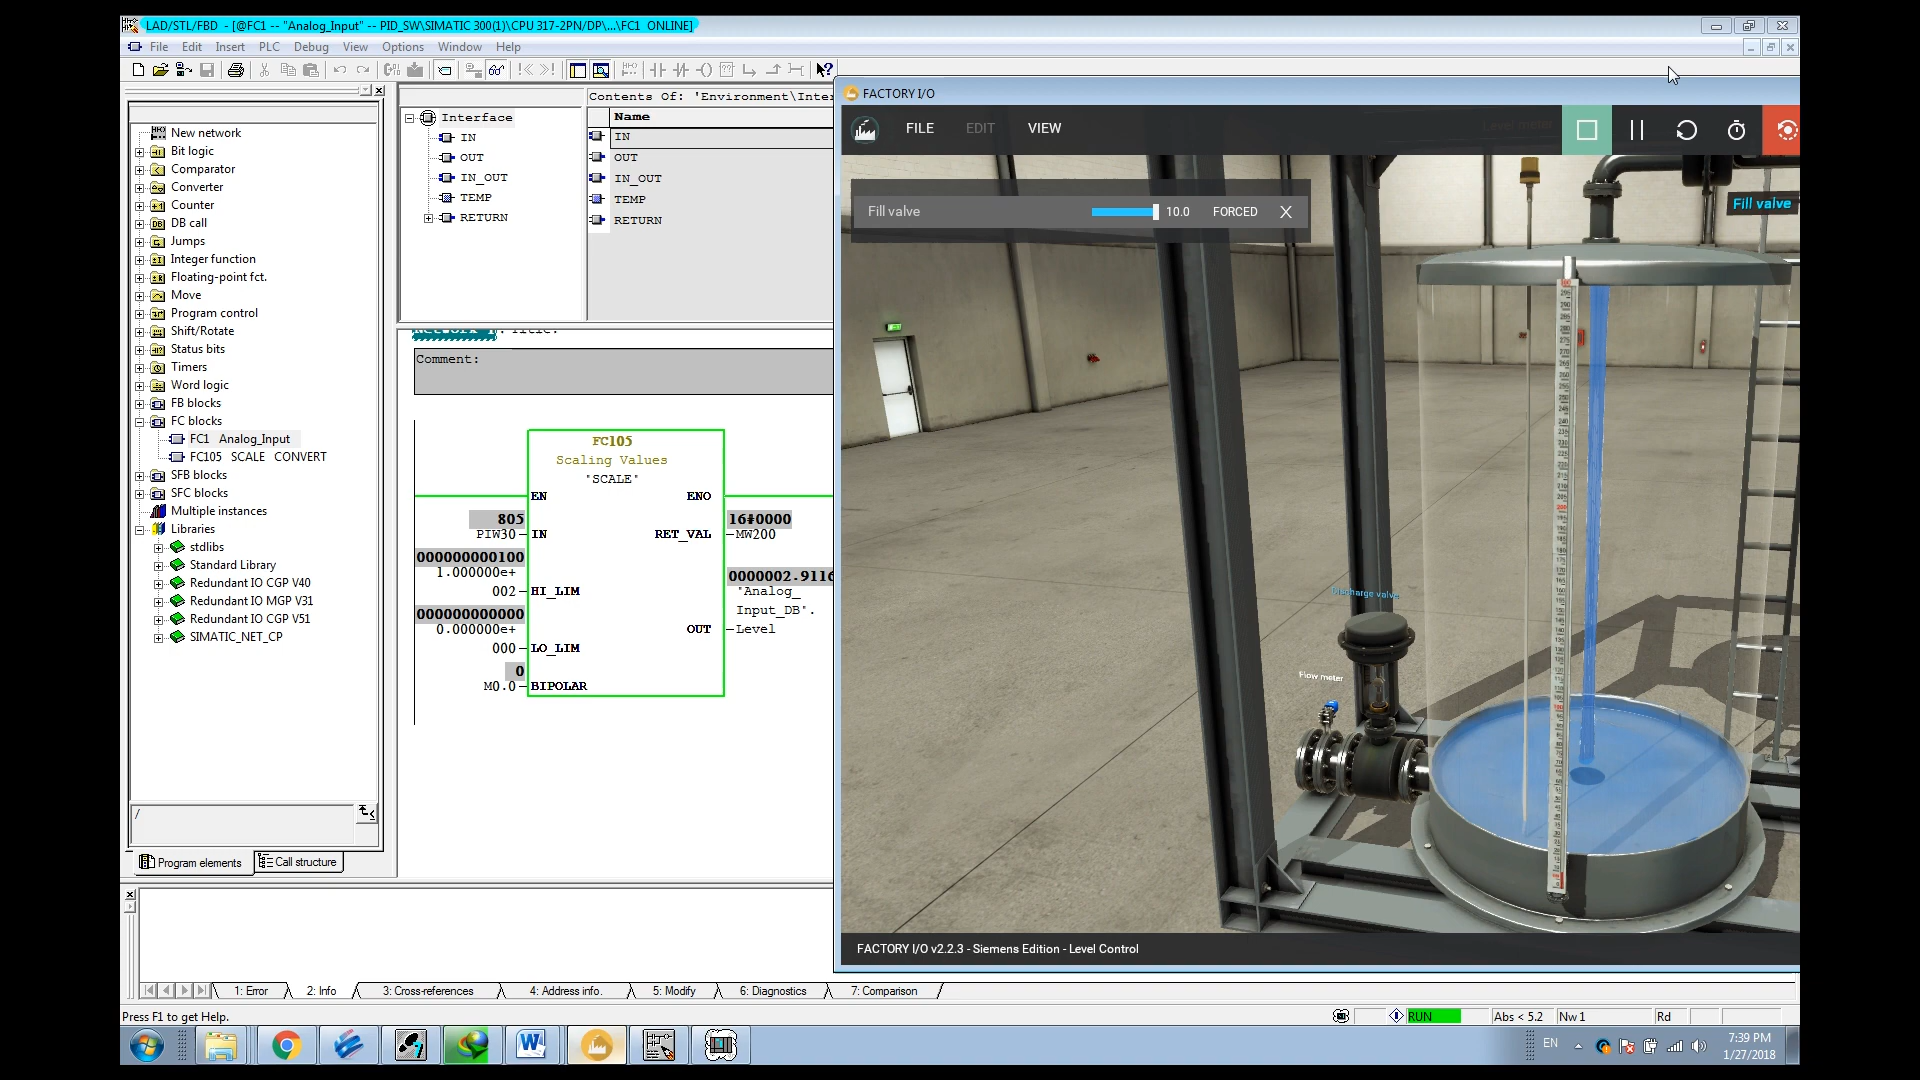 LAD/STL/FBD - [@FC1 -- "Analog_Input" -- PID_SW\SIMATIC 300(1)\CPU 317-2PN/DP\...\FC1 ONLINE]
File Edit Insert PLC Debug View Options Window Help
New network
Bit logic
Comparator
Converter
Counter
DB call
Jumps
Integer function
Floating-point fct.
Move
Program control
Shift/Rotate
Status bits
Timers
Word logic
FB blocks
FC blocks
FC1 Analog_Input
FC105 SCALE CONVERT
SFB blocks
SFC blocks
Multiple instances
Libraries
stdlibs
Standard Library
Redundant IO CGP V40
Redundant IO MGP V31
Redundant IO CGP V51
SIMATIC_NET_CP
/
Program elements
Call structure
Interface
IN
OUT
IN_OUT
TEMP
RETURN
Contents Of: 'Environment\Inter
Name
IN
OUT
IN_OUT
TEMP
RETURN
Comment:
FC105
Scaling Values
"SCALE"
EN ENO
805 16#0000
PIW30 IN RET_VAL MW200
000000000100
1.000000e+ 0000002.9116
002 HI_LIM "Analog_
000000000000 Input_DB".
0.000000e+ OUT Level
000 LO_LIM
0
M0.0 BIPOLAR
FACTORY I/O
FILE EDIT VIEW
Fill valve 10.0 FORCED X
Fill valve
Discharge valve
Flow meter
FACTORY I/O v2.2.3 - Siemens Edition - Level Control
1: Error 2: Info 3: Cross-references 4: Address info. 5: Modify 6: Diagnostics 7: Comparison
Press F1 to get Help.
RUN Abs < 5.2 Nw 1 Rd
EN
7:39 PM
1/27/2018